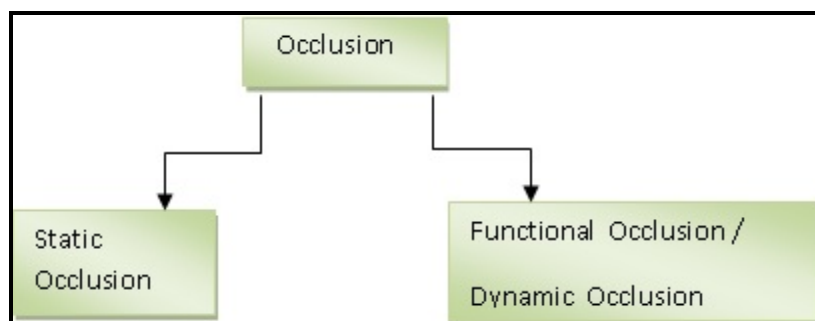 Occlusion
Static
Occlusion
Functional Occlusion /
Dynamic Occlusion